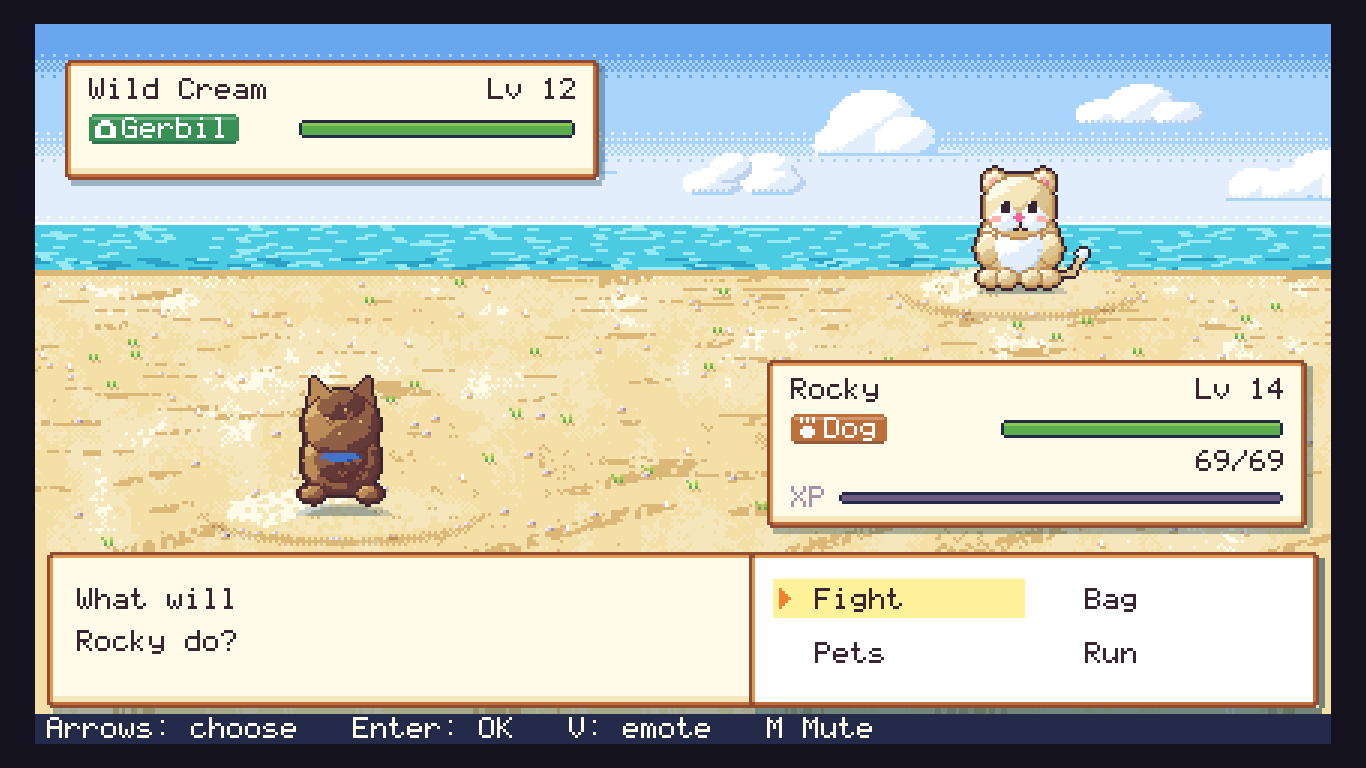 Wild Cream Lv 12
Gerbil
Rocky Lv 14
Dog
69/69
XP
What will
Rocky do?
Fight Bag
Pets Run
Arrows: choose Enter: OK V: emote M Mute